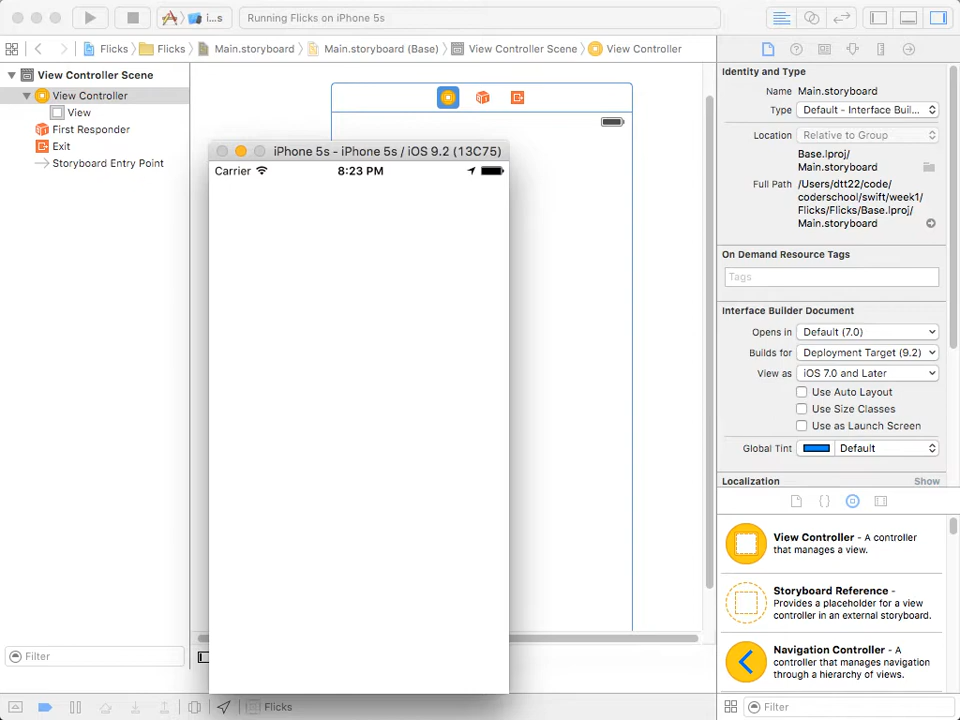 i...s
Running Flicks on iPhone 5s
Flicks
Flicks
Main.storyboard
Main.storyboard (Base)
View Controller Scene
View Controller
View Controller Scene
View Controller
View
First Responder
Exit
Storyboard Entry Point
Filter
iPhone 5s - iPhone 5s / iOS 9.2 (13C75)
Carrier
8:23 PM
Flicks
Identity and Type
Name Main.storyboard
Type Default - Interface Buil...
Location Relative to Group
Base.lproj/
Main.storyboard
Full Path /Users/dtt22/code/
coderschool/swift/week1/
Flicks/Flicks/Base.lproj/
Main.storyboard
On Demand Resource Tags
Tags
Interface Builder Document
Opens in Default (7.0)
Builds for Deployment Target (9.2)
View as iOS 7.0 and Later
Use Auto Layout
Use Size Classes
Use as Launch Screen
Global Tint Default
Localization Show
View Controller - A controller
that manages a view.
Storyboard Reference -
Provides a placeholder for a view
controller in an external storyboard.
Navigation Controller - A
controller that manages navigation
through a hierarchy of views.
Filter